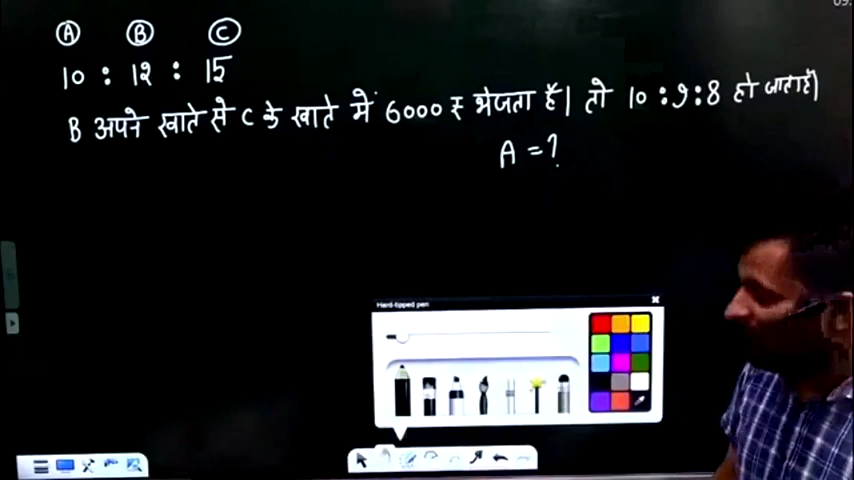 A B C
10 : 12 : 15
B अपने खाते से C के खाते में 6000 ₹ भेजता हैं। तो 10 : 9 : 8 हो जाता है।
A = ?
Hard-tipped pen